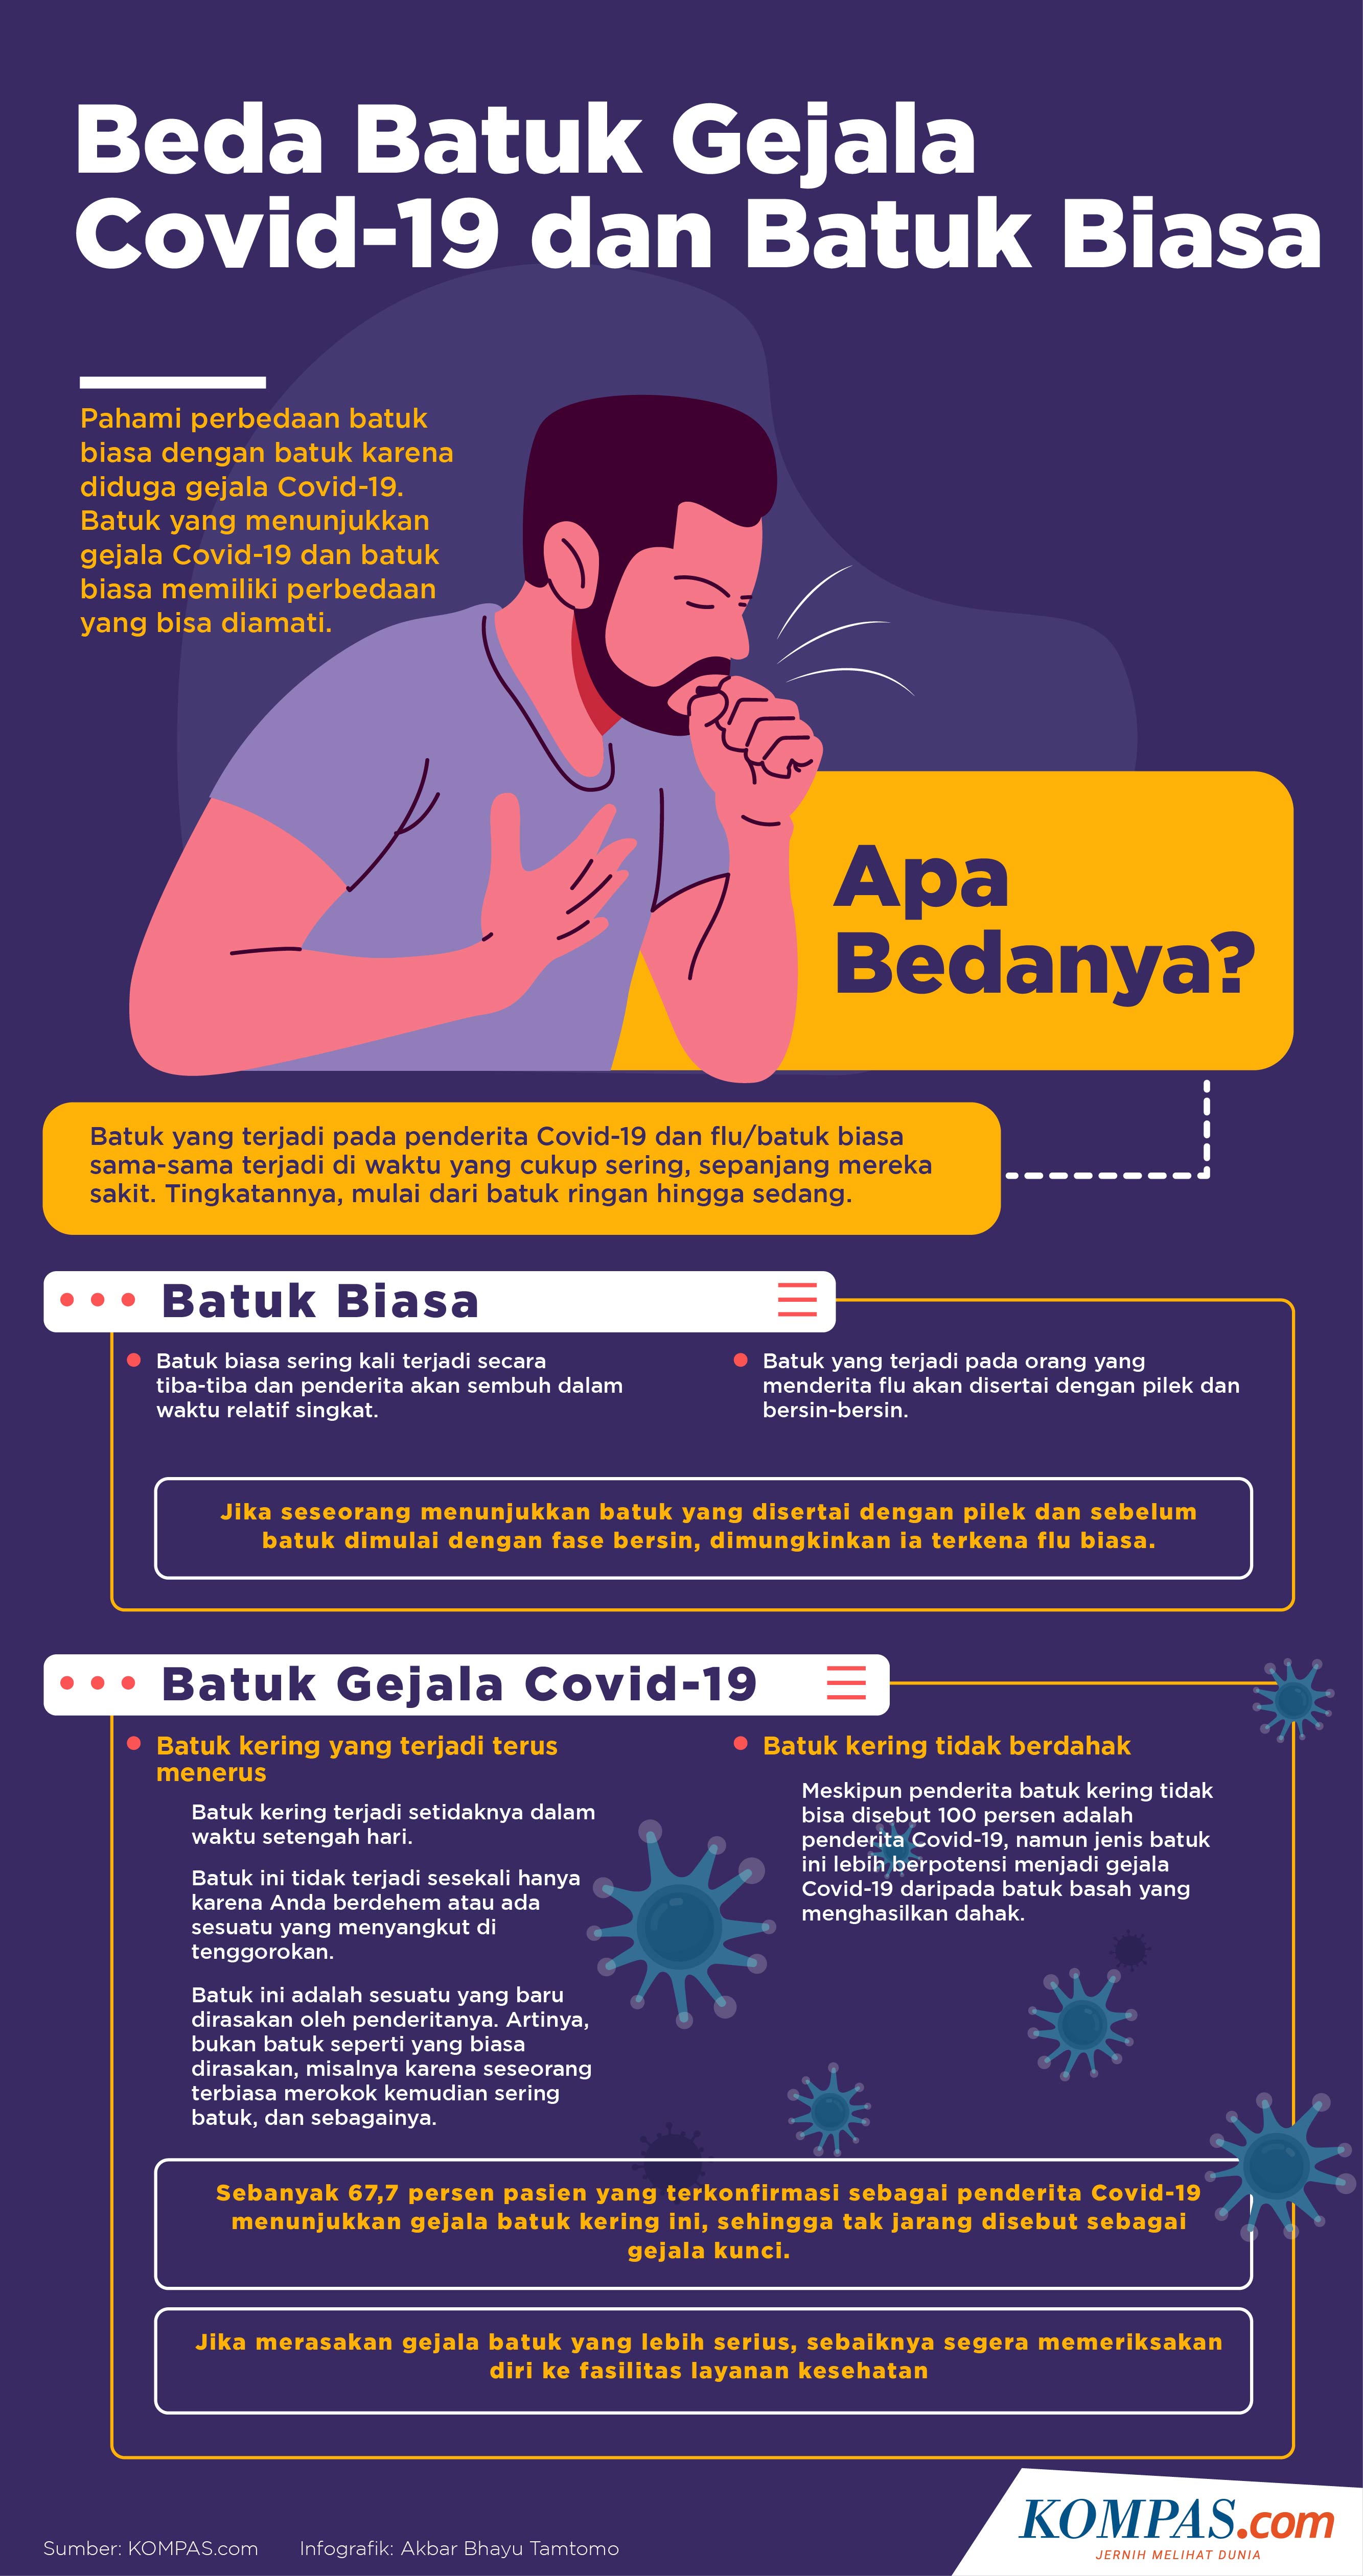 Beda Batuk Gejala
Covid-19 dan Batuk Biasa
Pahami perbedaan batuk
biasa dengan batuk karena
diduga gejala Covid-19.
Batuk yang menunjukkan
gejala Covid-19 dan batuk
biasa memiliki perbedaan
yang bisa diamati.
Apa
Bedanya?
Batuk yang terjadi pada penderita Covid-19 dan flu/batuk biasa
sama-sama terjadi di waktu yang cukup sering, sepanjang mereka
sakit. Tingkatannya, mulai dari batuk ringan hingga sedang.
Batuk Biasa
Batuk biasa sering kali terjadi secara
tiba-tiba dan penderita akan sembuh dalam
waktu relatif singkat.
Batuk yang terjadi pada orang yang
menderita flu akan disertai dengan pilek dan
bersin-bersin.
Jika seseorang menunjukkan batuk yang disertai dengan pilek dan sebelum
batuk dimulai dengan fase bersin, dimungkinkan ia terkena flu biasa.
Batuk Gejala Covid-19
Batuk kering yang terjadi terus
menerus
Batuk kering terjadi setidaknya dalam
waktu setengah hari.
Batuk ini tidak terjadi sesekali hanya
karena Anda berdehem atau ada
sesuatu yang menyangkut di
tenggorokan.
Batuk ini adalah sesuatu yang baru
dirasakan oleh penderitanya. Artinya,
bukan batuk seperti yang biasa
dirasakan, misalnya karena seseorang
terbiasa merokok kemudian sering
batuk, dan sebagainya.
Batuk kering tidak berdahak
Meskipun penderita batuk kering tidak
bisa disebut 100 persen adalah
penderita Covid-19, namun jenis batuk
ini lebih berpotensi menjadi gejala
Covid-19 daripada batuk basah yang
menghasilkan dahak.
Sebanyak 67,7 persen pasien yang terkonfirmasi sebagai penderita Covid-19
menunjukkan gejala batuk kering ini, sehingga tak jarang disebut sebagai
gejala kunci.
Jika merasakan gejala batuk yang lebih serius, sebaiknya segera memeriksakan
diri ke fasilitas layanan kesehatan
Sumber: KOMPAS.com
Infografik: Akbar Bhayu Tamtomo
KOMPAS.com
JERNIH MELIHAT DUNIA